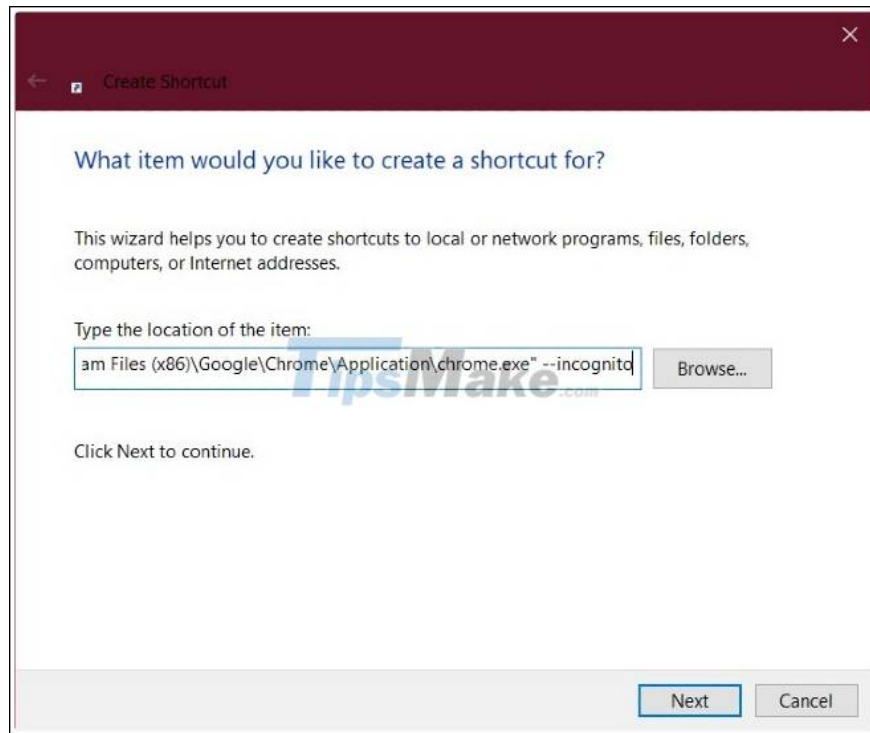 Create Shortcut
What item would you like to create a shortcut for?
This wizard helps you to create shortcuts to local or network programs, files, folders,
computers, or Internet addresses.
Type the location of the item:
am Files (x86)\Google\Chrome\Application\chrome.exe" --incognito
Browse...
TipsMake.com
Click Next to continue.
Next
Cancel